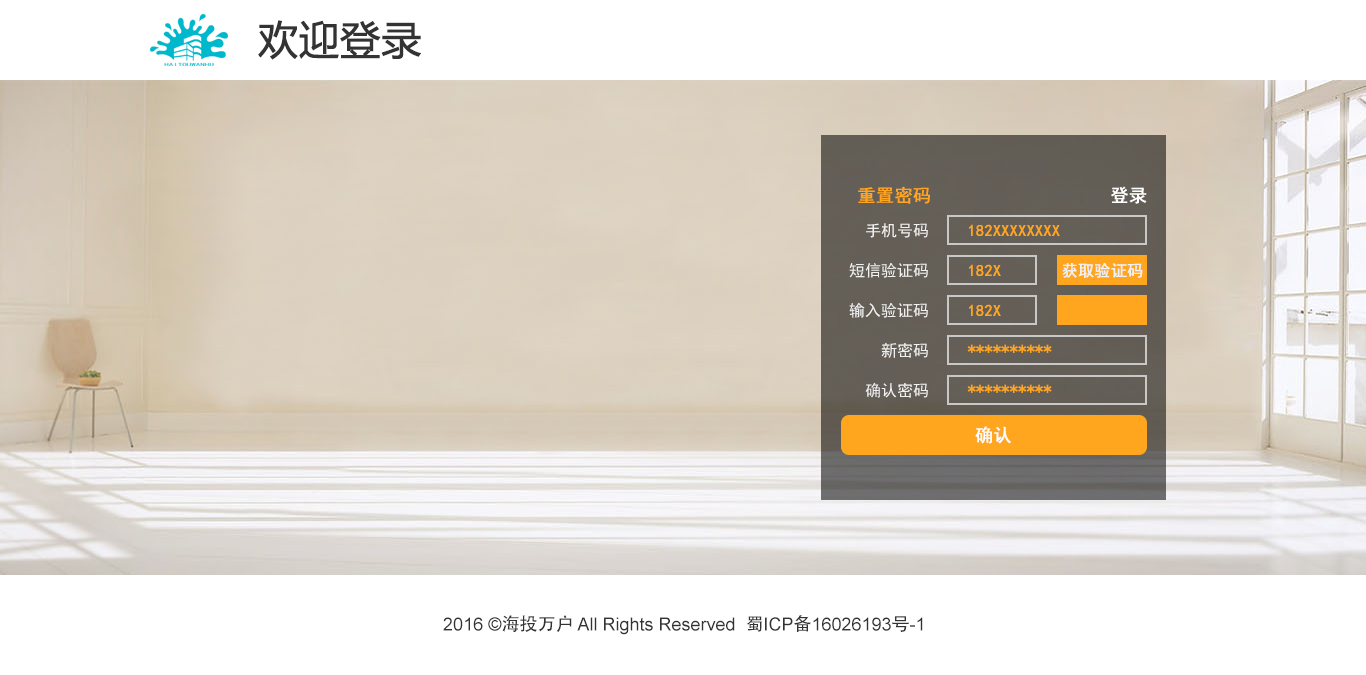 HAITOUWANHU
欢迎登录
重置密码 登录
手机号码 182XXXXXXXX
短信验证码 182X 获取验证码
输入验证码 182X
新密码 **********
确认密码 **********
确认
2016 ©海投万户 All Rights Reserved 蜀ICP备16026193号-1